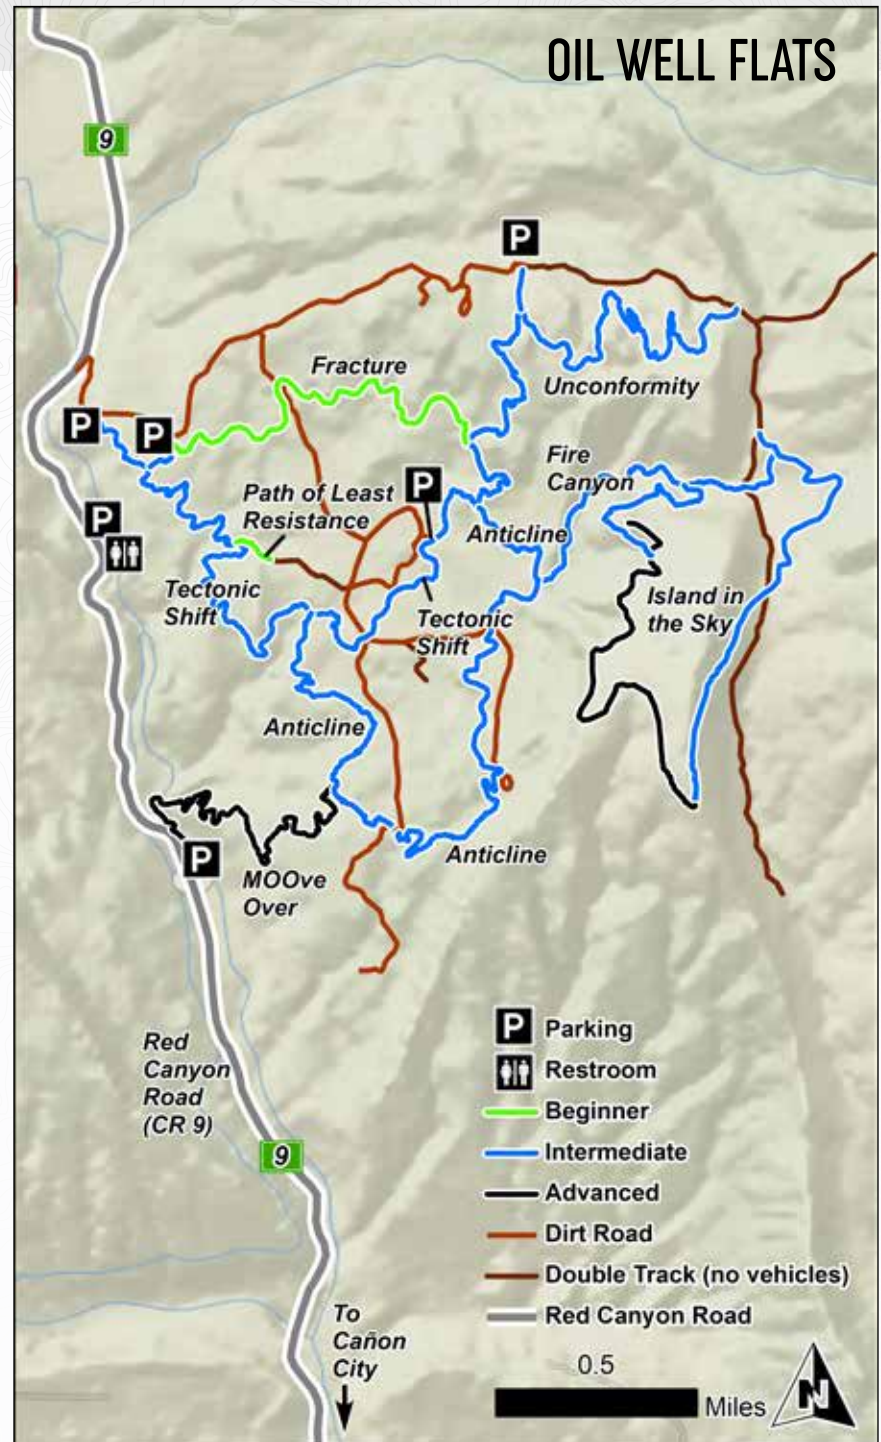 OIL WELL FLATS
9
P
Fracture
Unconformity
P
P
Fire
Canyon
Path of Least
Resistance
P
P
Anticline
Tectonic
Shift
Island in
the Sky
Tectonic
Shift
Anticline
Anticline
P
MOOve
Over
Red
Canyon
Road
(CR 9)
9
P Parking
Restroom
Beginner
Intermediate
Advanced
Dirt Road
Double Track (no vehicles)
Red Canyon Road
To
Cañon
City
0.5
Miles
N